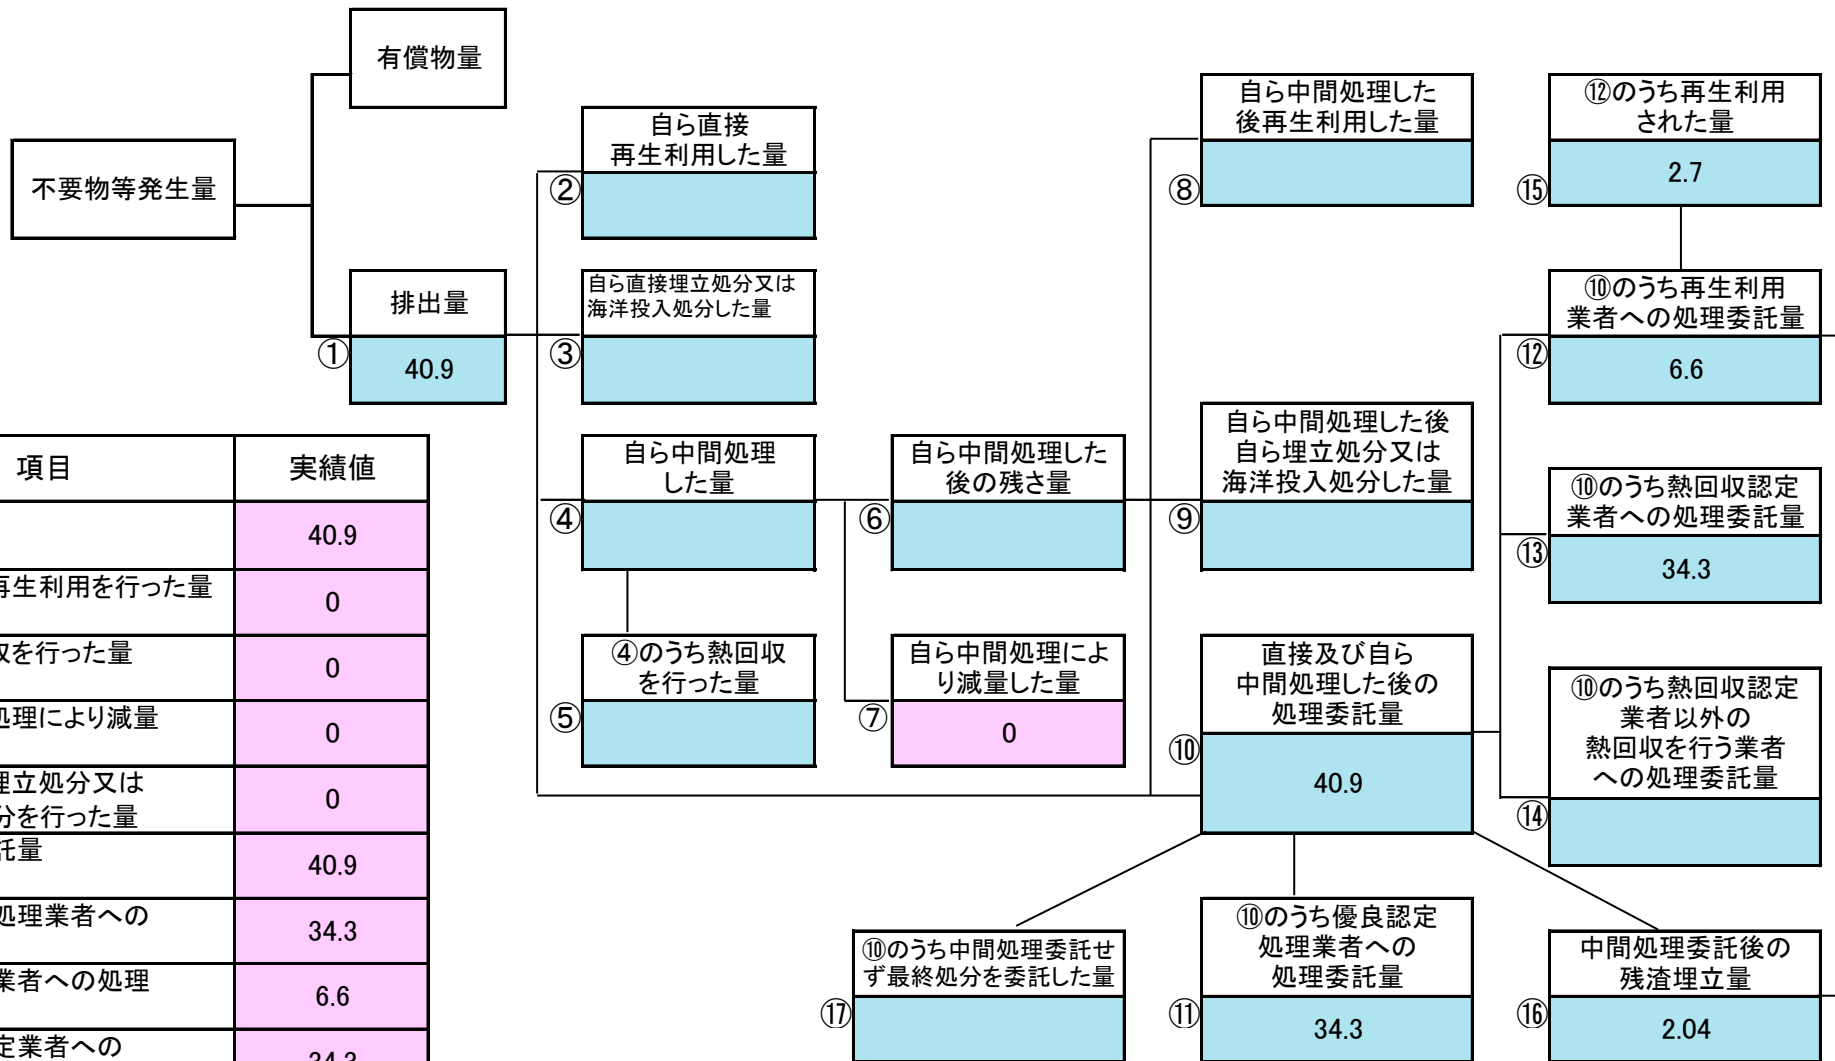 有償物量
不要物等発生量
排出量
①
40.9
自ら直接
再生利用した量
②
自ら直接埋立処分又は
海洋投入処分した量
③
自ら中間処理
した量
④
④のうち熱回収
を行った量
⑤
自ら中間処理した
後の残さ量
⑥
自ら中間処理によ
り減量した量
⑦
0
自ら中間処理した
後再生利用した量
⑧
自ら中間処理した後
自ら埋立処分又は
海洋投入処分した量
⑨
直接及び自ら
中間処理した後の
処理委託量
⑩
40.9
⑩のうち優良認定
処理業者への
処理委託量
⑪
34.3
⑫のうち再生利用
された量
⑮
2.7
⑩のうち再生利用
業者への処理委託量
⑫
6.6
⑩のうち熱回収認定
業者への処理委託量
⑬
34.3
⑩のうち熱回収認定
業者以外の
熱回収を行う業者
への処理委託量
⑭
中間処理委託後の
残渣埋立量
⑯
2.04
⑩のうち中間処理委託せ
ず最終処分を委託した量
⑰
項目 実績値
40.9
再生利用を行った量
0
を行った量
0
処理により減量
0
埋立処分又は
分を行った量
0
託量
40.9
処理業者への
34.3
業者への処理
6.6
定業者への
34.3